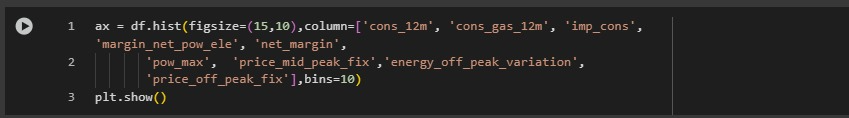 1 ax = df.hist(figsize=(15,10),column=['cons_12m', 'cons_gas_12m', 'imp_cons',
'margin_net_pow_ele', 'net_margin',
2 'pow_max', 'price_mid_peak_fix','energy_off_peak_variation',
'price_off_peak_fix'],bins=10)
3 plt.show()